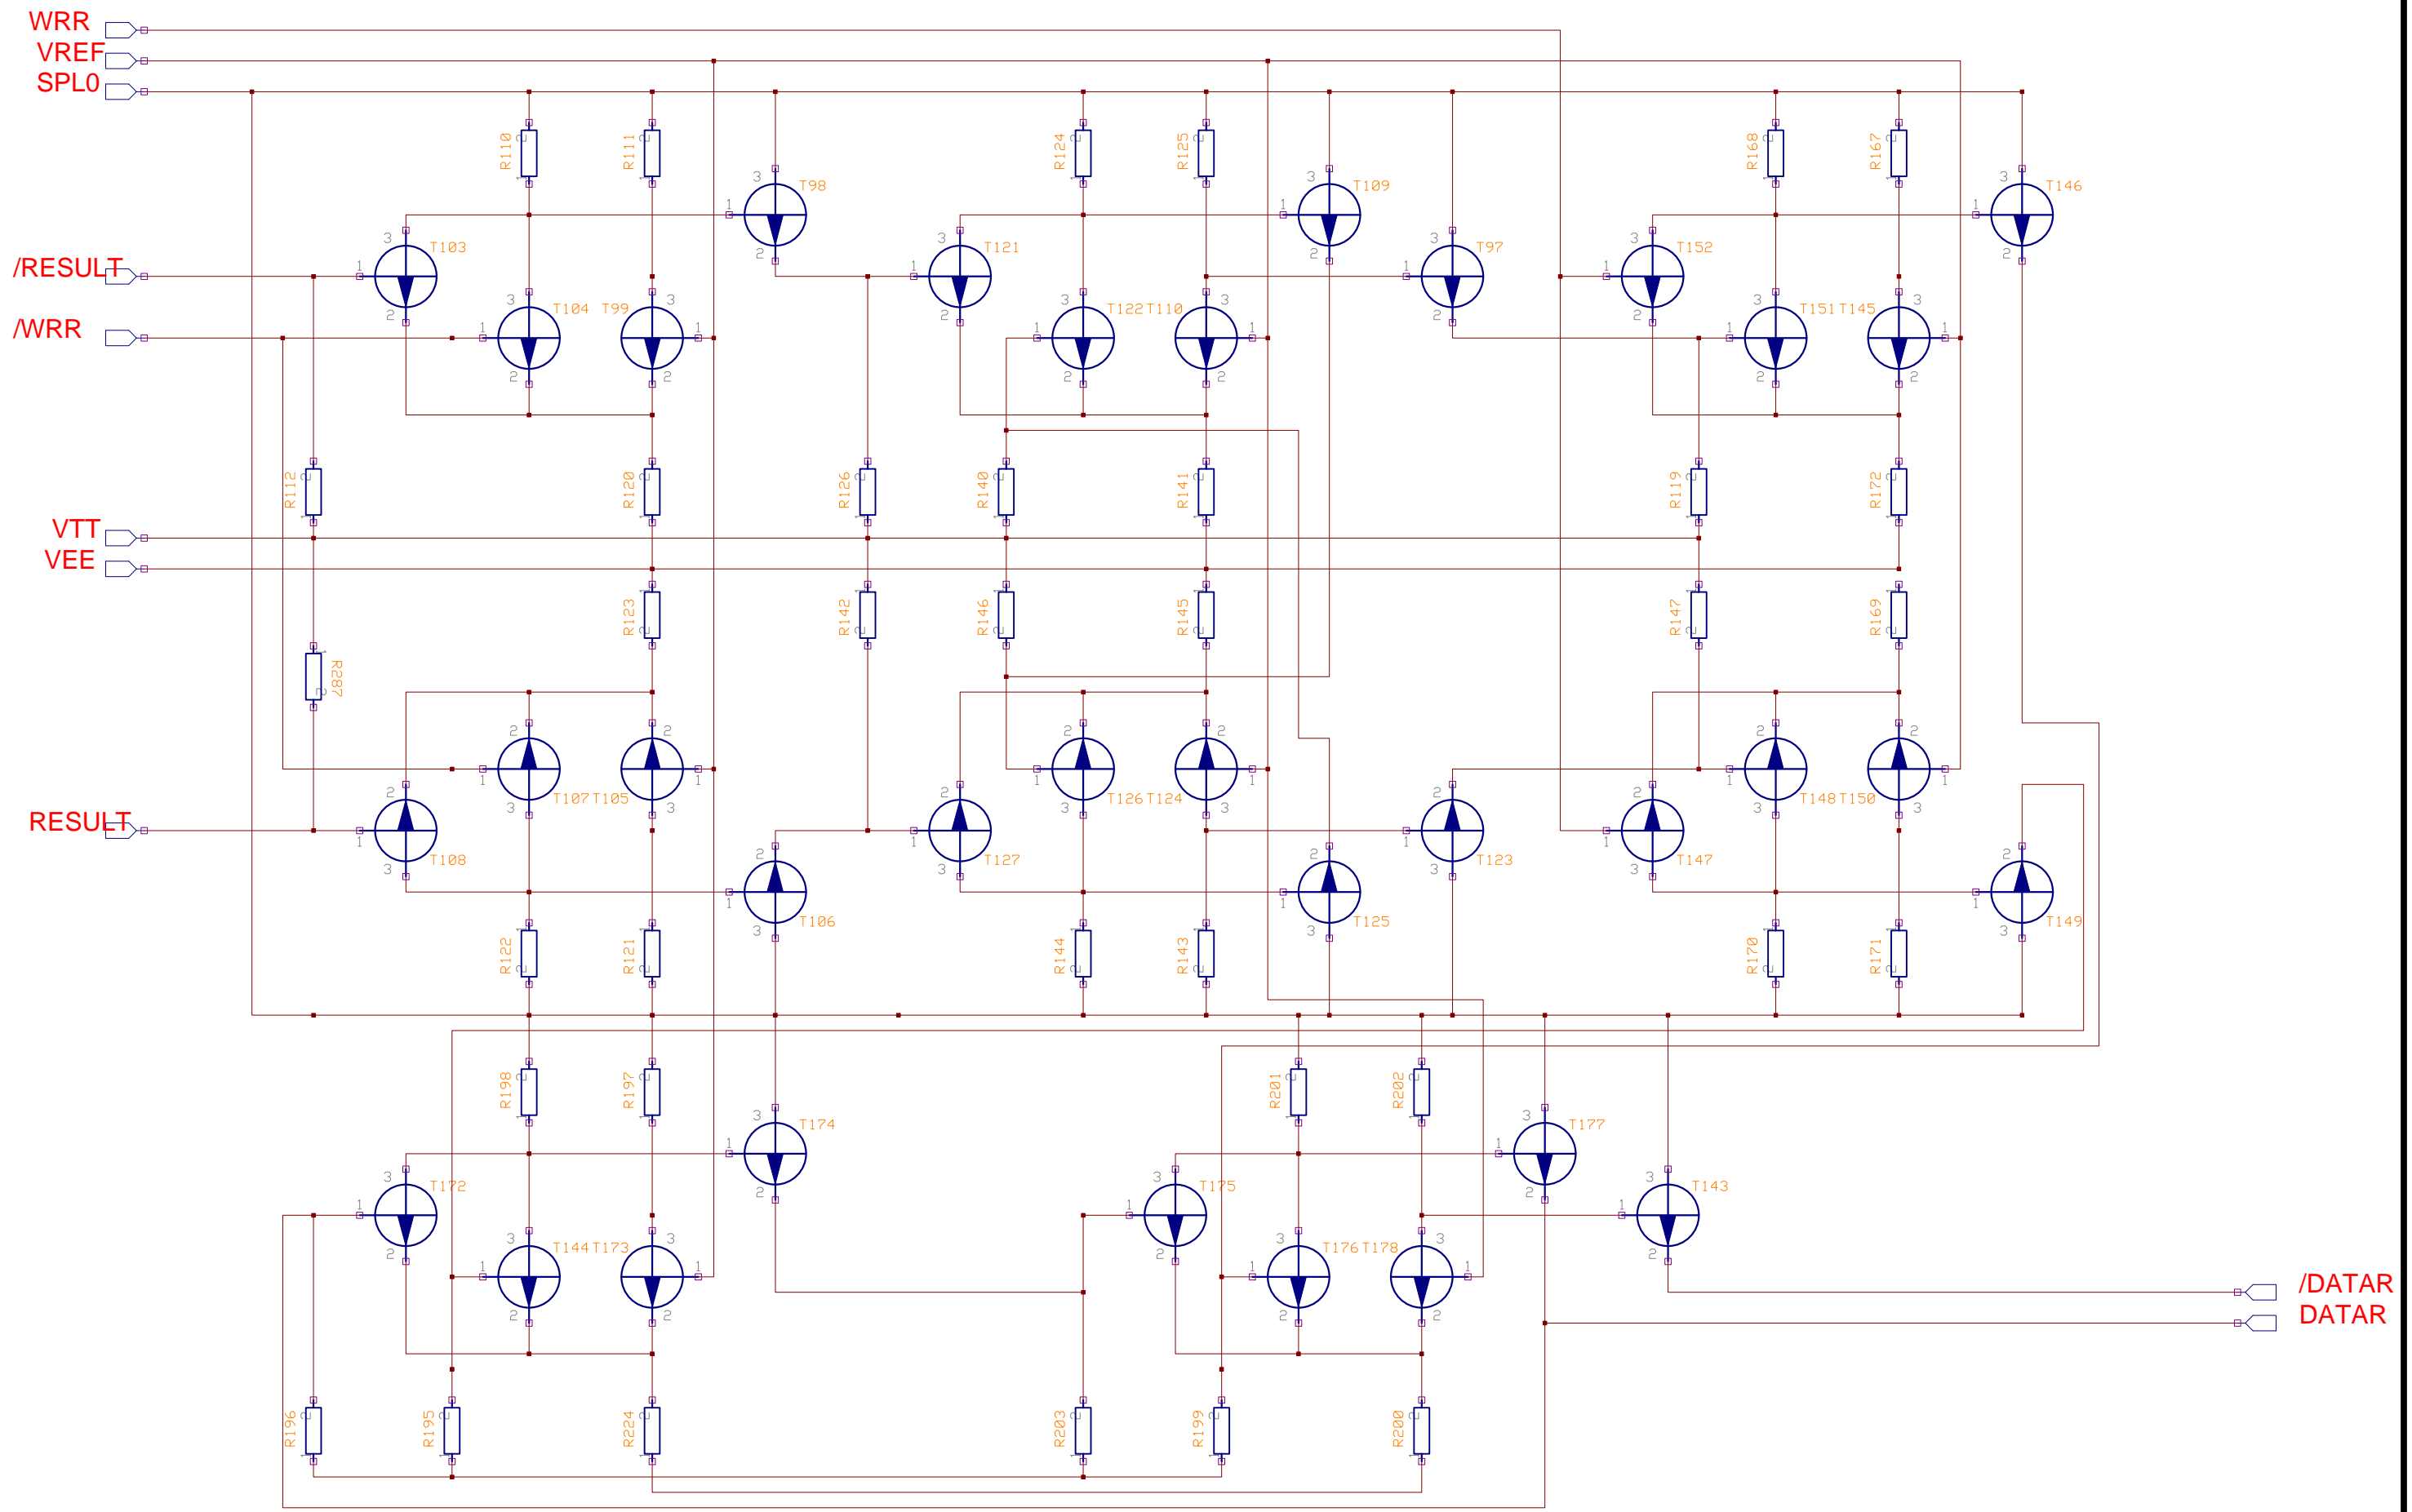 WRR
VREF
SPL0
R110 R111 R124 R125 R168 R167
T98 T109 T146
/RESULT T103 T121 T97 T152
/WRR T104 T99 T122 T110 T151 T145
R112 R120 R126 R140 R141 R119 R172
VTT
VEE
R123 R142 R146 R145 R147 R169
R287
T107 T105 T126 T124 T148 T150
RESULT T108 T127 T123 T147
T106 T125 T149
R122 R121 R144 R143 R170 R171
R198 R197 R201 R202
T174 T177
T172 T175 T143
T144 T173 T176 T178
/DATAR
DATAR
R196 R195 R224 R203 R199 R200